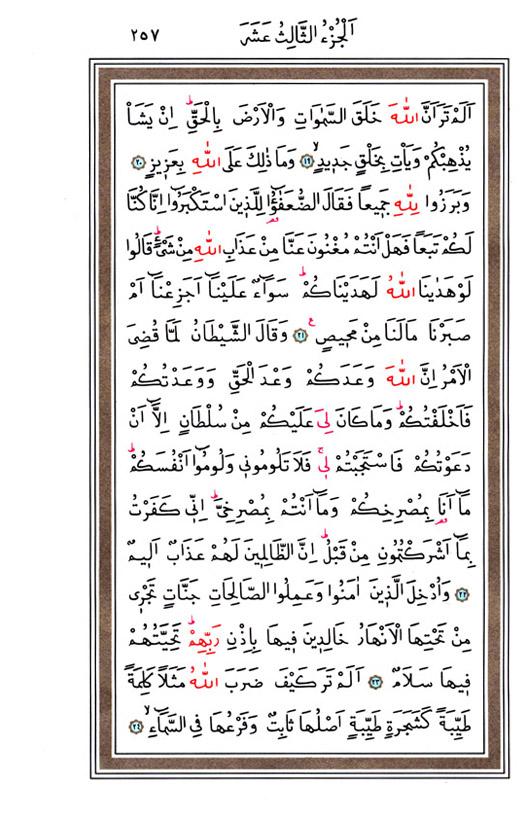 اَلْجُزْءُ الثَّالِثُ عَشَرَ ٢٥٧
اَلَمْ تَرَ اَنَّ اللّٰهَ خَلَقَ السَّمٰوَاتِ وَالْاَرْضَ بِالْحَقِّۜ اِنْ يَشَأْ
يُذْهِبْكُمْ وَيَأْتِ بِخَلْقٍ جَد۪يدٍۙ ﴿١٩﴾ وَمَا ذٰلِكَ عَلَى اللّٰهِ بِعَز۪يزٍ ﴿٢٠﴾
وَبَرَزُوا لِلّٰهِ جَم۪يعاً فَقَالَ الضُّعَفٰٓؤُ۬ا لِلَّذ۪ينَ اسْتَكْبَرُٓوا اِنَّا كُنَّا
لَكُمْ تَبَعاً فَهَلْ اَنْتُمْ مُغْنُونَ عَنَّا مِنْ عَذَابِ اللّٰهِ مِنْ شَيْءٍۜ قَالُوا
لَوْ هَدٰينَا اللّٰهُ لَهَدَيْنَاكُمْۜ سَوَٓاءٌ عَلَيْنَٓا اَجَزِعْنَٓا اَمْ
صَبَرْنَا مَا لَنَا مِنْ مَح۪يصٍ۟ ﴿٢١﴾ وَقَالَ الشَّيْطَانُ لَمَّا قُضِيَ
الْاَمْرُ اِنَّ اللّٰهَ وَعَدَكُمْ وَعْدَ الْحَقِّ وَوَعَدْتُكُمْ
فَاَخْلَفْتُكُمْۜ وَمَا كَانَ لِيَ عَلَيْكُمْ مِنْ سُلْطَانٍ اِلَّٓا اَنْ
دَعَوْتُكُمْ فَاسْتَجَبْتُمْ ل۪يۚ فَلَا تَلُومُون۪ي وَلُومُٓوا اَنْفُسَكُمْۜ
مَٓا اَنَا۬ بِمُصْرِخِكُمْ وَمَٓا اَنْتُمْ بِمُصْرِخِيَّۜ اِنّ۪ي كَفَرْتُ
بِمَٓا اَشْرَكْتُمُونِ مِنْ قَبْلُۜ اِنَّ الظَّالِم۪ينَ لَهُمْ عَذَابٌ اَل۪يمٌ
﴿٢٢﴾ وَاُدْخِلَ الَّذ۪ينَ اٰمَنُوا وَعَمِلُوا الصَّالِحَاتِ جَنَّاتٍ تَجْر۪ي
مِنْ تَحْتِهَا الْاَنْهَارُ خَالِد۪ينَ ف۪يهَا بِاِذْنِ رَبِّهِمْۜ تَحِيَّتُهُمْ
ف۪يهَا سَلَامٌ ﴿٢٣﴾ اَلَمْ تَرَ كَيْفَ ضَرَبَ اللّٰهُ مَثَلاً كَلِمَةً
طَيِّبَةً كَشَجَرَةٍ طَيِّبَةٍ اَصْلُهَا ثَابِتٌ وَفَرْعُهَا فِي السَّمَٓاءِۙ ﴿٢٤﴾